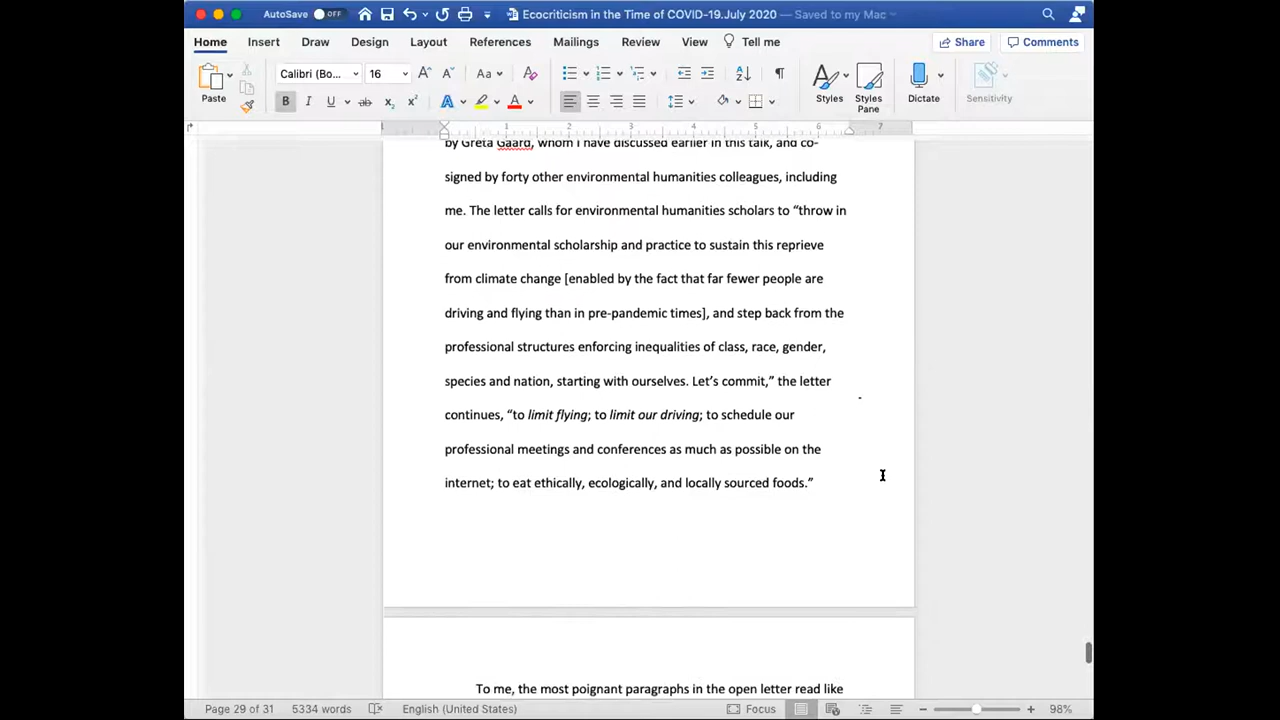 AutoSave OFF Ecocriticism in the Time of COVID-19.July 2020 — Saved to my Mac
Home Insert Draw Design Layout References Mailings Review View Tell me Share Comments
Calibri (Bo... 16
Paste Styles Styles Pane Dictate Sensitivity
1 1 2 3 4 5 6 7
by Greta Gaard, whom I have discussed earlier in this talk, and co-
signed by forty other environmental humanities colleagues, including
me. The letter calls for environmental humanities scholars to “throw in
our environmental scholarship and practice to sustain this reprieve
from climate change [enabled by the fact that far fewer people are
driving and flying than in pre-pandemic times], and step back from the
professional structures enforcing inequalities of class, race, gender,
species and nation, starting with ourselves. Let’s commit,” the letter
continues, “to limit flying; to limit our driving; to schedule our
professional meetings and conferences as much as possible on the
internet; to eat ethically, ecologically, and locally sourced foods.”
To me, the most poignant paragraphs in the open letter read like
Page 29 of 31 5334 words English (United States) Focus 98%